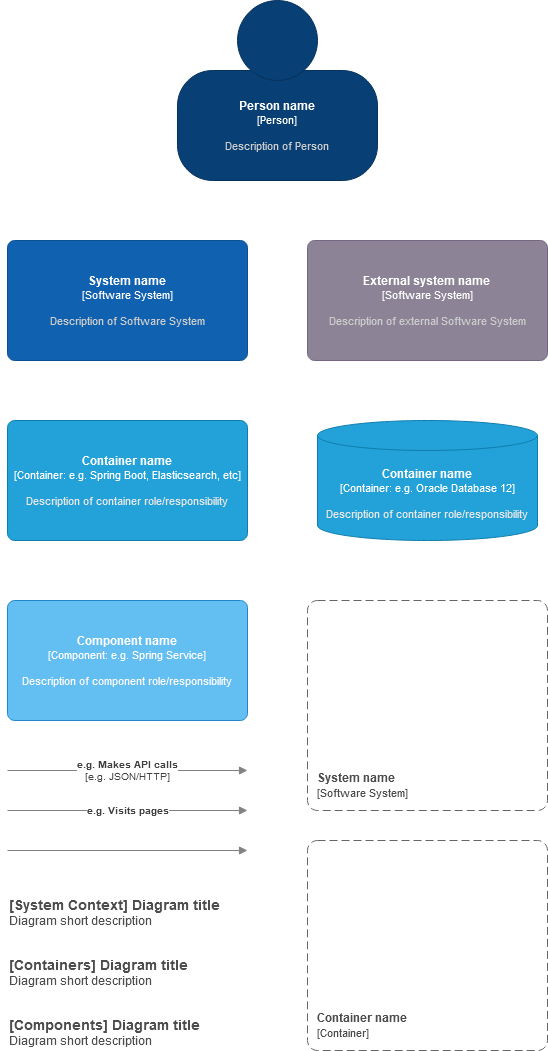 Person name
[Person]
Description of Person
System name
[Software System]
Description of Software System
External system name
[Software System]
Description of external Software System
Container name
[Container: e.g. Spring Boot, Elasticsearch, etc]
Description of container role/responsibility
Container name
[Container: e.g. Oracle Database 12]
Description of container role/responsibility
Component name
[Component: e.g. Spring Service]
Description of component role/responsibility
e.g. Makes API calls
[e.g. JSON/HTTP]
e.g. Visits pages
System name
[Software System]
[System Context] Diagram title
Diagram short description
[Containers] Diagram title
Diagram short description
[Components] Diagram title
Diagram short description
Container name
[Container]